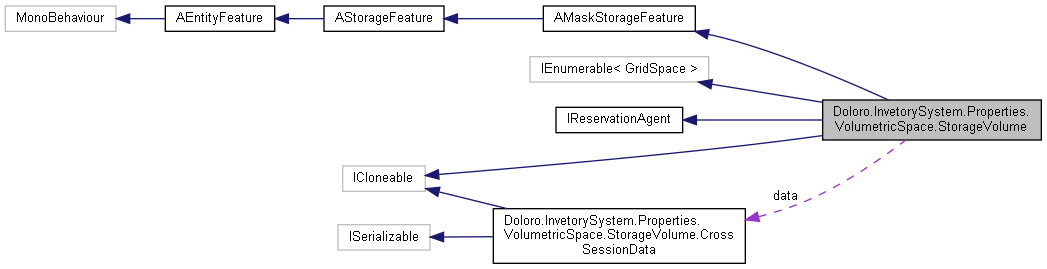 MonoBehaviour
AEntityFeature
AStorageFeature
AMaskStorageFeature
IEnumerable< GridSpace >
Doloro.InvetorySystem.Properties.
VolumetricSpace.StorageVolume
IReservationAgent
ICloneable
data
Doloro.InvetorySystem.Properties.
VolumetricSpace.StorageVolume.Cross
SessionData
ISerializable